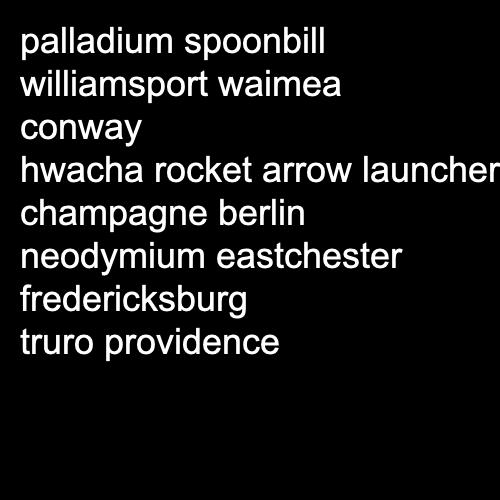 palladium spoonbill
williamsport waimea
conway
hwacha rocket arrow launcher
champagne berlin
neodymium eastchester
fredericksburg
truro providence